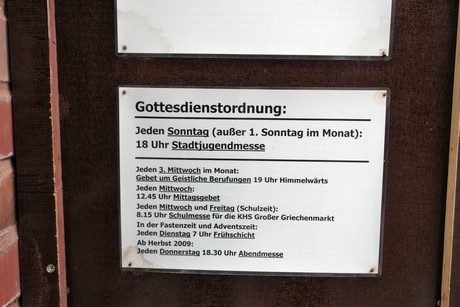 Gottesdienstordnung:
Jeden Sonntag (außer 1. Sonntag im Monat):
18 Uhr Stadtjugendmesse
Jeden 3. Mittwoch im Monat:
Gebet um Geistliche Berufungen 19 Uhr Himmelwärts
Jeden Mittwoch:
12.45 Uhr Mittagsgebet
Jeden Mittwoch und Freitag (Schulzeit):
8.15 Uhr Schulmesse für die KHS Großer Griechenmarkt
In der Fastenzeit und Adventszeit:
Jeden Dienstag 7 Uhr Frühschicht
Ab Herbst 2009:
Jeden Donnerstag 18.30 Uhr Abendmesse